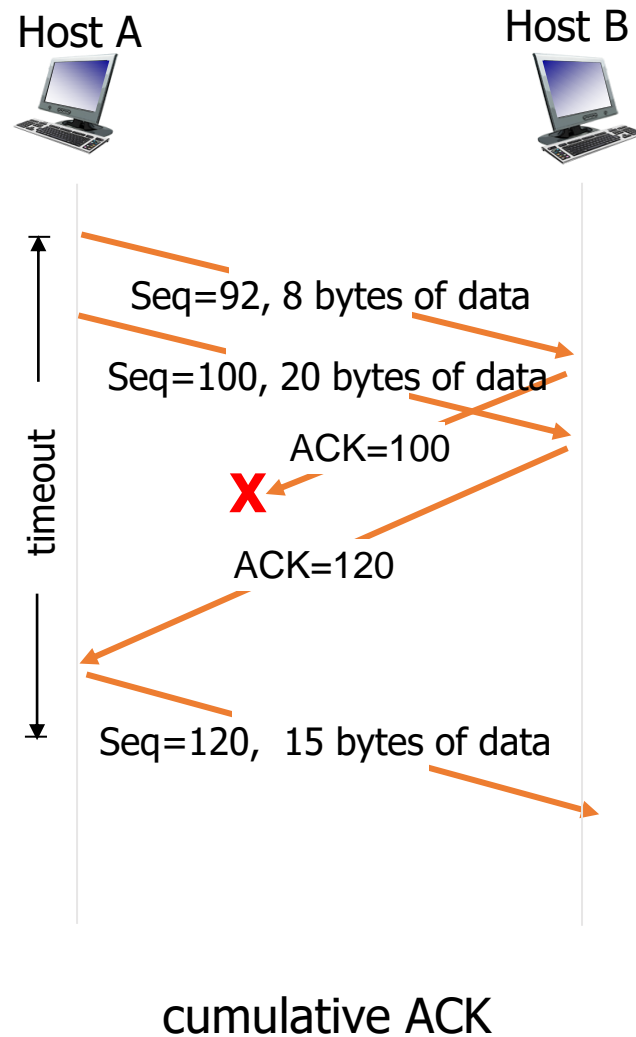 Host A
Host B
Seq=92, 8 bytes of data
Seq=100, 20 bytes of data
ACK=100
X
timeout
ACK=120
Seq=120,  15 bytes of data
cumulative ACK